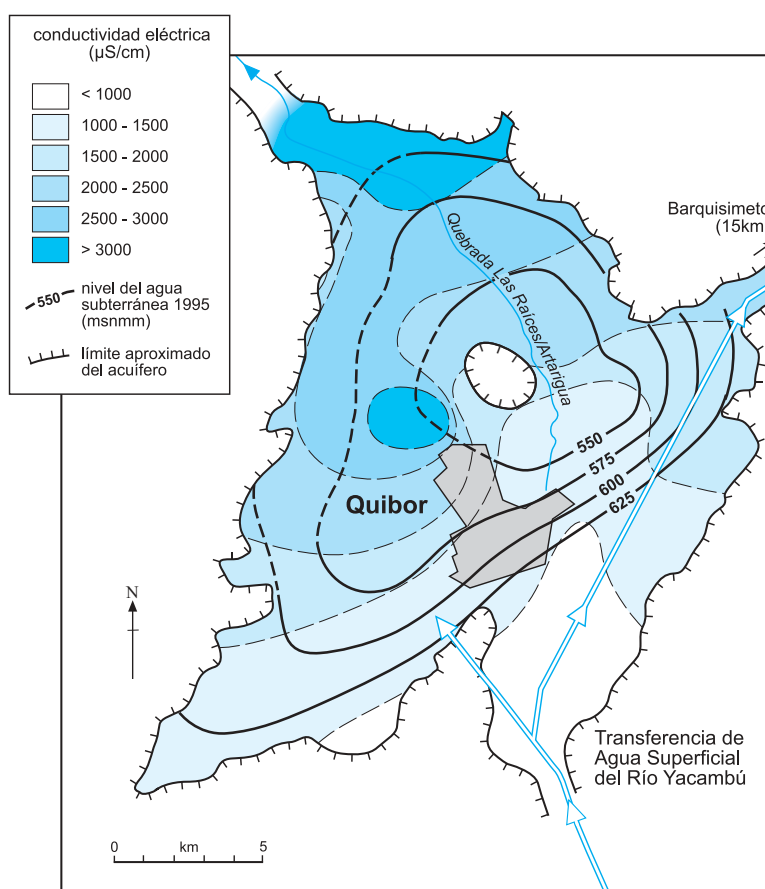 conductividad eléctrica
(µS/cm)
< 1000
1000 - 1500
1500 - 2000
2000 - 2500
2500 - 3000
> 3000
550
nivel del agua
subterránea 1995
(msnmm)
límite aproximado
del acuífero
Barquisimeto
(15km
Quebrada Las Raíces/Artarigua
550
575
600
625
Quibor
N
Transferencia de
Agua Superficial
del Río Yacambú
0 km 5